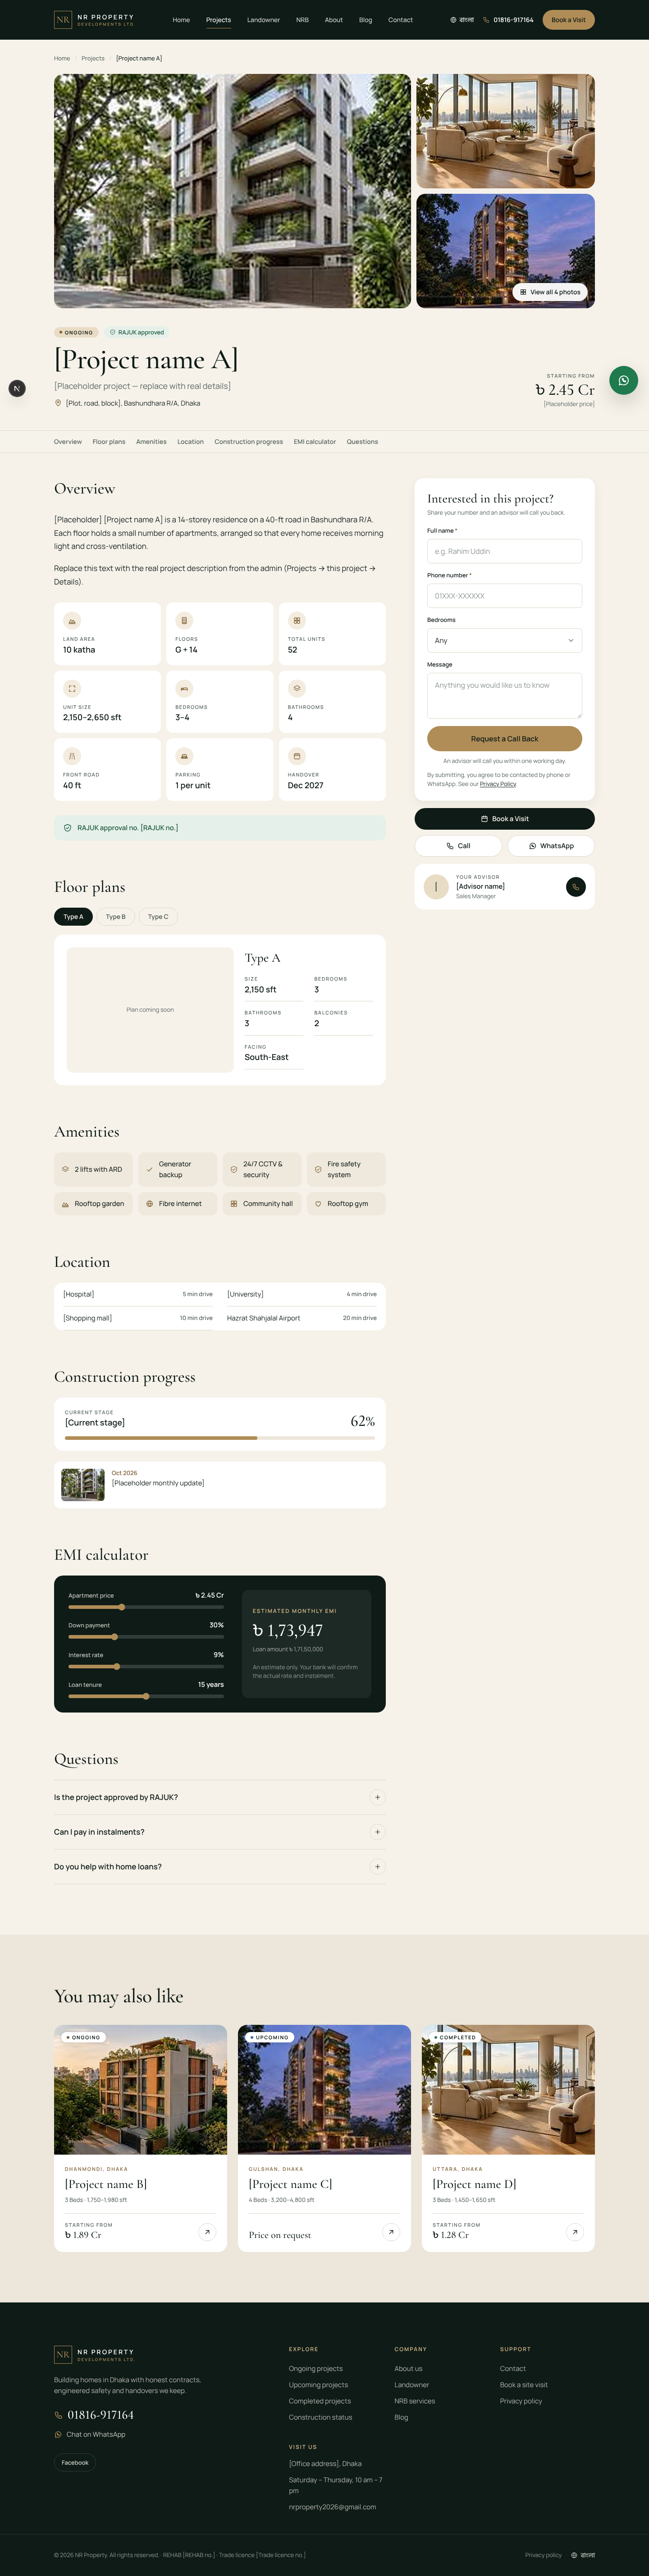 NR
NR PROPERTY
DEVELOPMENTS LTD.
Home
Projects
Landowner
NRB
About
Blog
Contact
বাংলা
01816-917164
Book a Visit
Home / Projects / [Project name A]
View all 4 photos
ONGOING
RAJUK approved
[Project name A]
[Placeholder project — replace with real details]
[Plot, road, block], Bashundhara R/A, Dhaka
STARTING FROM
৳ 2.45 Cr
[Placeholder price]
N
Overview
Floor plans
Amenities
Location
Construction progress
EMI calculator
Questions
Overview
[Placeholder] [Project name A] is a 14-storey residence on a 40-ft road in Bashundhara R/A.
Each floor holds a small number of apartments, arranged so that every home receives morning
light and cross-ventilation.
Replace this text with the real project description from the admin (Projects → this project →
Details).
LAND AREA
10 katha
FLOORS
G + 14
TOTAL UNITS
52
UNIT SIZE
2,150–2,650 sft
BEDROOMS
3–4
BATHROOMS
4
FRONT ROAD
40 ft
PARKING
1 per unit
HANDOVER
Dec 2027
RAJUK approval no. [RAJUK no.]
Interested in this project?
Share your number and an advisor will call you back.
Full name *
e.g. Rahim Uddin
Phone number *
01XXX-XXXXXX
Bedrooms
Any
Message
Anything you would like us to know
Request a Call Back
An advisor will call you within one working day.
By submitting, you agree to be contacted by phone or
WhatsApp. See our Privacy Policy.
Book a Visit
Call
WhatsApp
YOUR ADVISOR
[Advisor name]
Sales Manager
Floor plans
Type A
Type B
Type C
Plan coming soon
Type A
SIZE
2,150 sft
BEDROOMS
3
BATHROOMS
3
BALCONIES
2
FACING
South-East
Amenities
2 lifts with ARD
Generator
backup
24/7 CCTV &
security
Fire safety
system
Rooftop garden
Fibre internet
Community hall
Rooftop gym
Location
[Hospital]
5 min drive
[University]
4 min drive
[Shopping mall]
10 min drive
Hazrat Shahjalal Airport
20 min drive
Construction progress
CURRENT STAGE
[Current stage]
62%
Oct 2026
[Placeholder monthly update]
EMI calculator
Apartment price
৳ 2.45 Cr
Down payment
30%
Interest rate
9%
Loan tenure
15 years
ESTIMATED MONTHLY EMI
৳ 1,73,947
Loan amount ৳ 1,71,50,000
An estimate only. Your bank will confirm
the actual rate and instalment.
Questions
Is the project approved by RAJUK?
Can I pay in instalments?
Do you help with home loans?
You may also like
ONGOING
DHANMONDI, DHAKA
[Project name B]
3 Beds · 1,750–1,980 sft
STARTING FROM
৳ 1.89 Cr
UPCOMING
GULSHAN, DHAKA
[Project name C]
4 Beds · 3,200–4,800 sft
Price on request
COMPLETED
UTTARA, DHAKA
[Project name D]
3 Beds · 1,450–1,650 sft
STARTING FROM
৳ 1.28 Cr
NR
NR PROPERTY
DEVELOPMENTS LTD.
Building homes in Dhaka with honest contracts,
engineered safety and handovers we keep.
01816-917164
Chat on WhatsApp
Facebook
EXPLORE
Ongoing projects
Upcoming projects
Completed projects
Construction status
COMPANY
About us
Landowner
NRB services
Blog
SUPPORT
Contact
Book a site visit
Privacy policy
VISIT US
[Office address], Dhaka
Saturday – Thursday, 10 am – 7
pm
nrproperty2026@gmail.com
© 2026 NR Property. All rights reserved. · REHAB [REHAB no.] · Trade licence [Trade licence no.]
Privacy policy
বাংলা